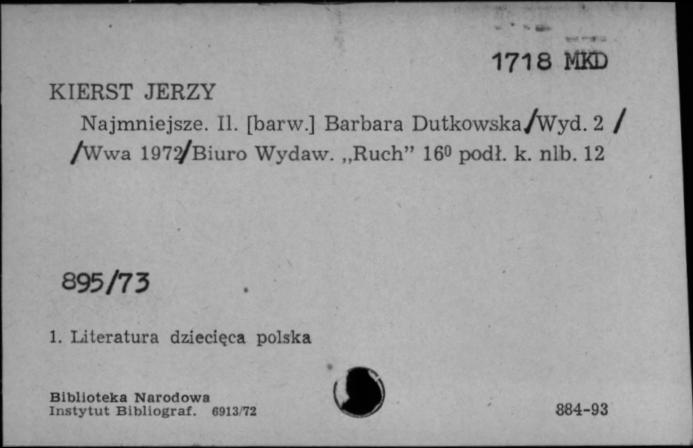 1718 MKD
KIERST JERZY
Najmniejsze. Il. [barw.] Barbara Dutkowska/Wyd. 2 /
/Wwa 1972/Biuro Wydaw. „Ruch” 16⁰ podł. k. nlb. 12
895/73
1. Literatura dziecięca polska
Biblioteka Narodowa
Instytut Bibliograf. 6913/72
884-93